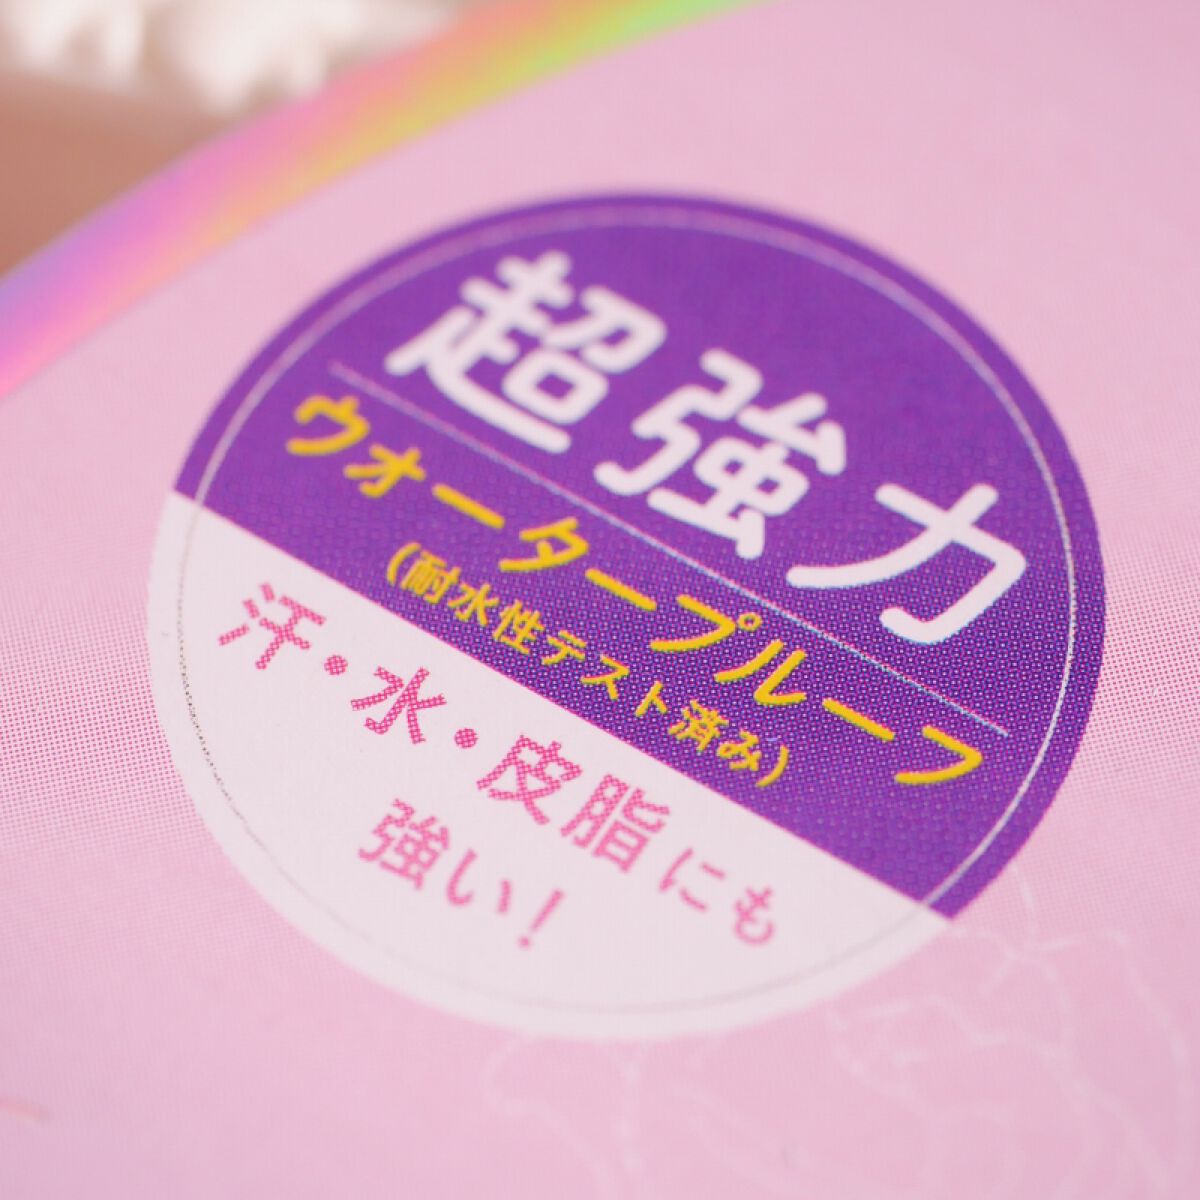 超強力
ウォータープルーフ
(耐水性テスト済み)
汗・水・皮脂にも
強い!